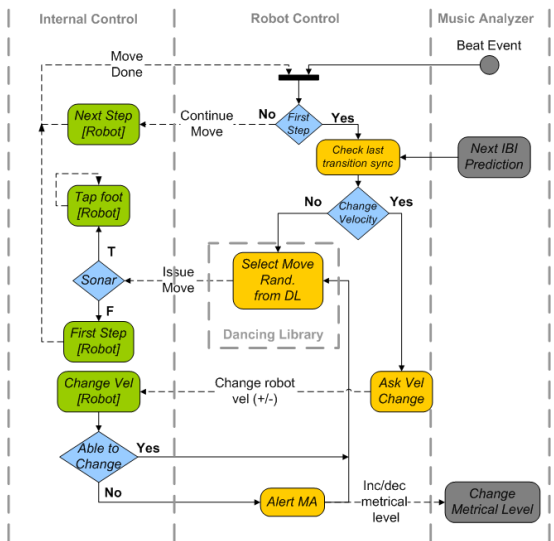 Internal Control
Robot Control
Music Analyzer
Move
Done
Beat Event
Next Step
[Robot]
Continue
Move
No
First
Step
Yes
Check last
transition sync
Next IBI
Prediction
Tap foot
[Robot]
No
Change
Velocity
Yes
T
Sonar
F
Issue
Move
Select Move
Rand.
from DL
Dancing Library
First Step
[Robot]
Change Vel
[Robot]
Change robot
vel (+/-)
Ask Vel
Change
Able to
Change
Yes
No
Alert MA
Inc/dec
metrical
level
Change
Metrical Level